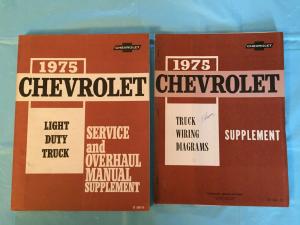 CHEVROLET
1975
CHEVROLET
LIGHT
DUTY
TRUCK
SERVICE
and
OVERHAUL
MANUAL
SUPPLEMENT
CHEVROLET
1975
CHEVROLET
TRUCK
WIRING
DIAGRAMS
SUPPLEMENT